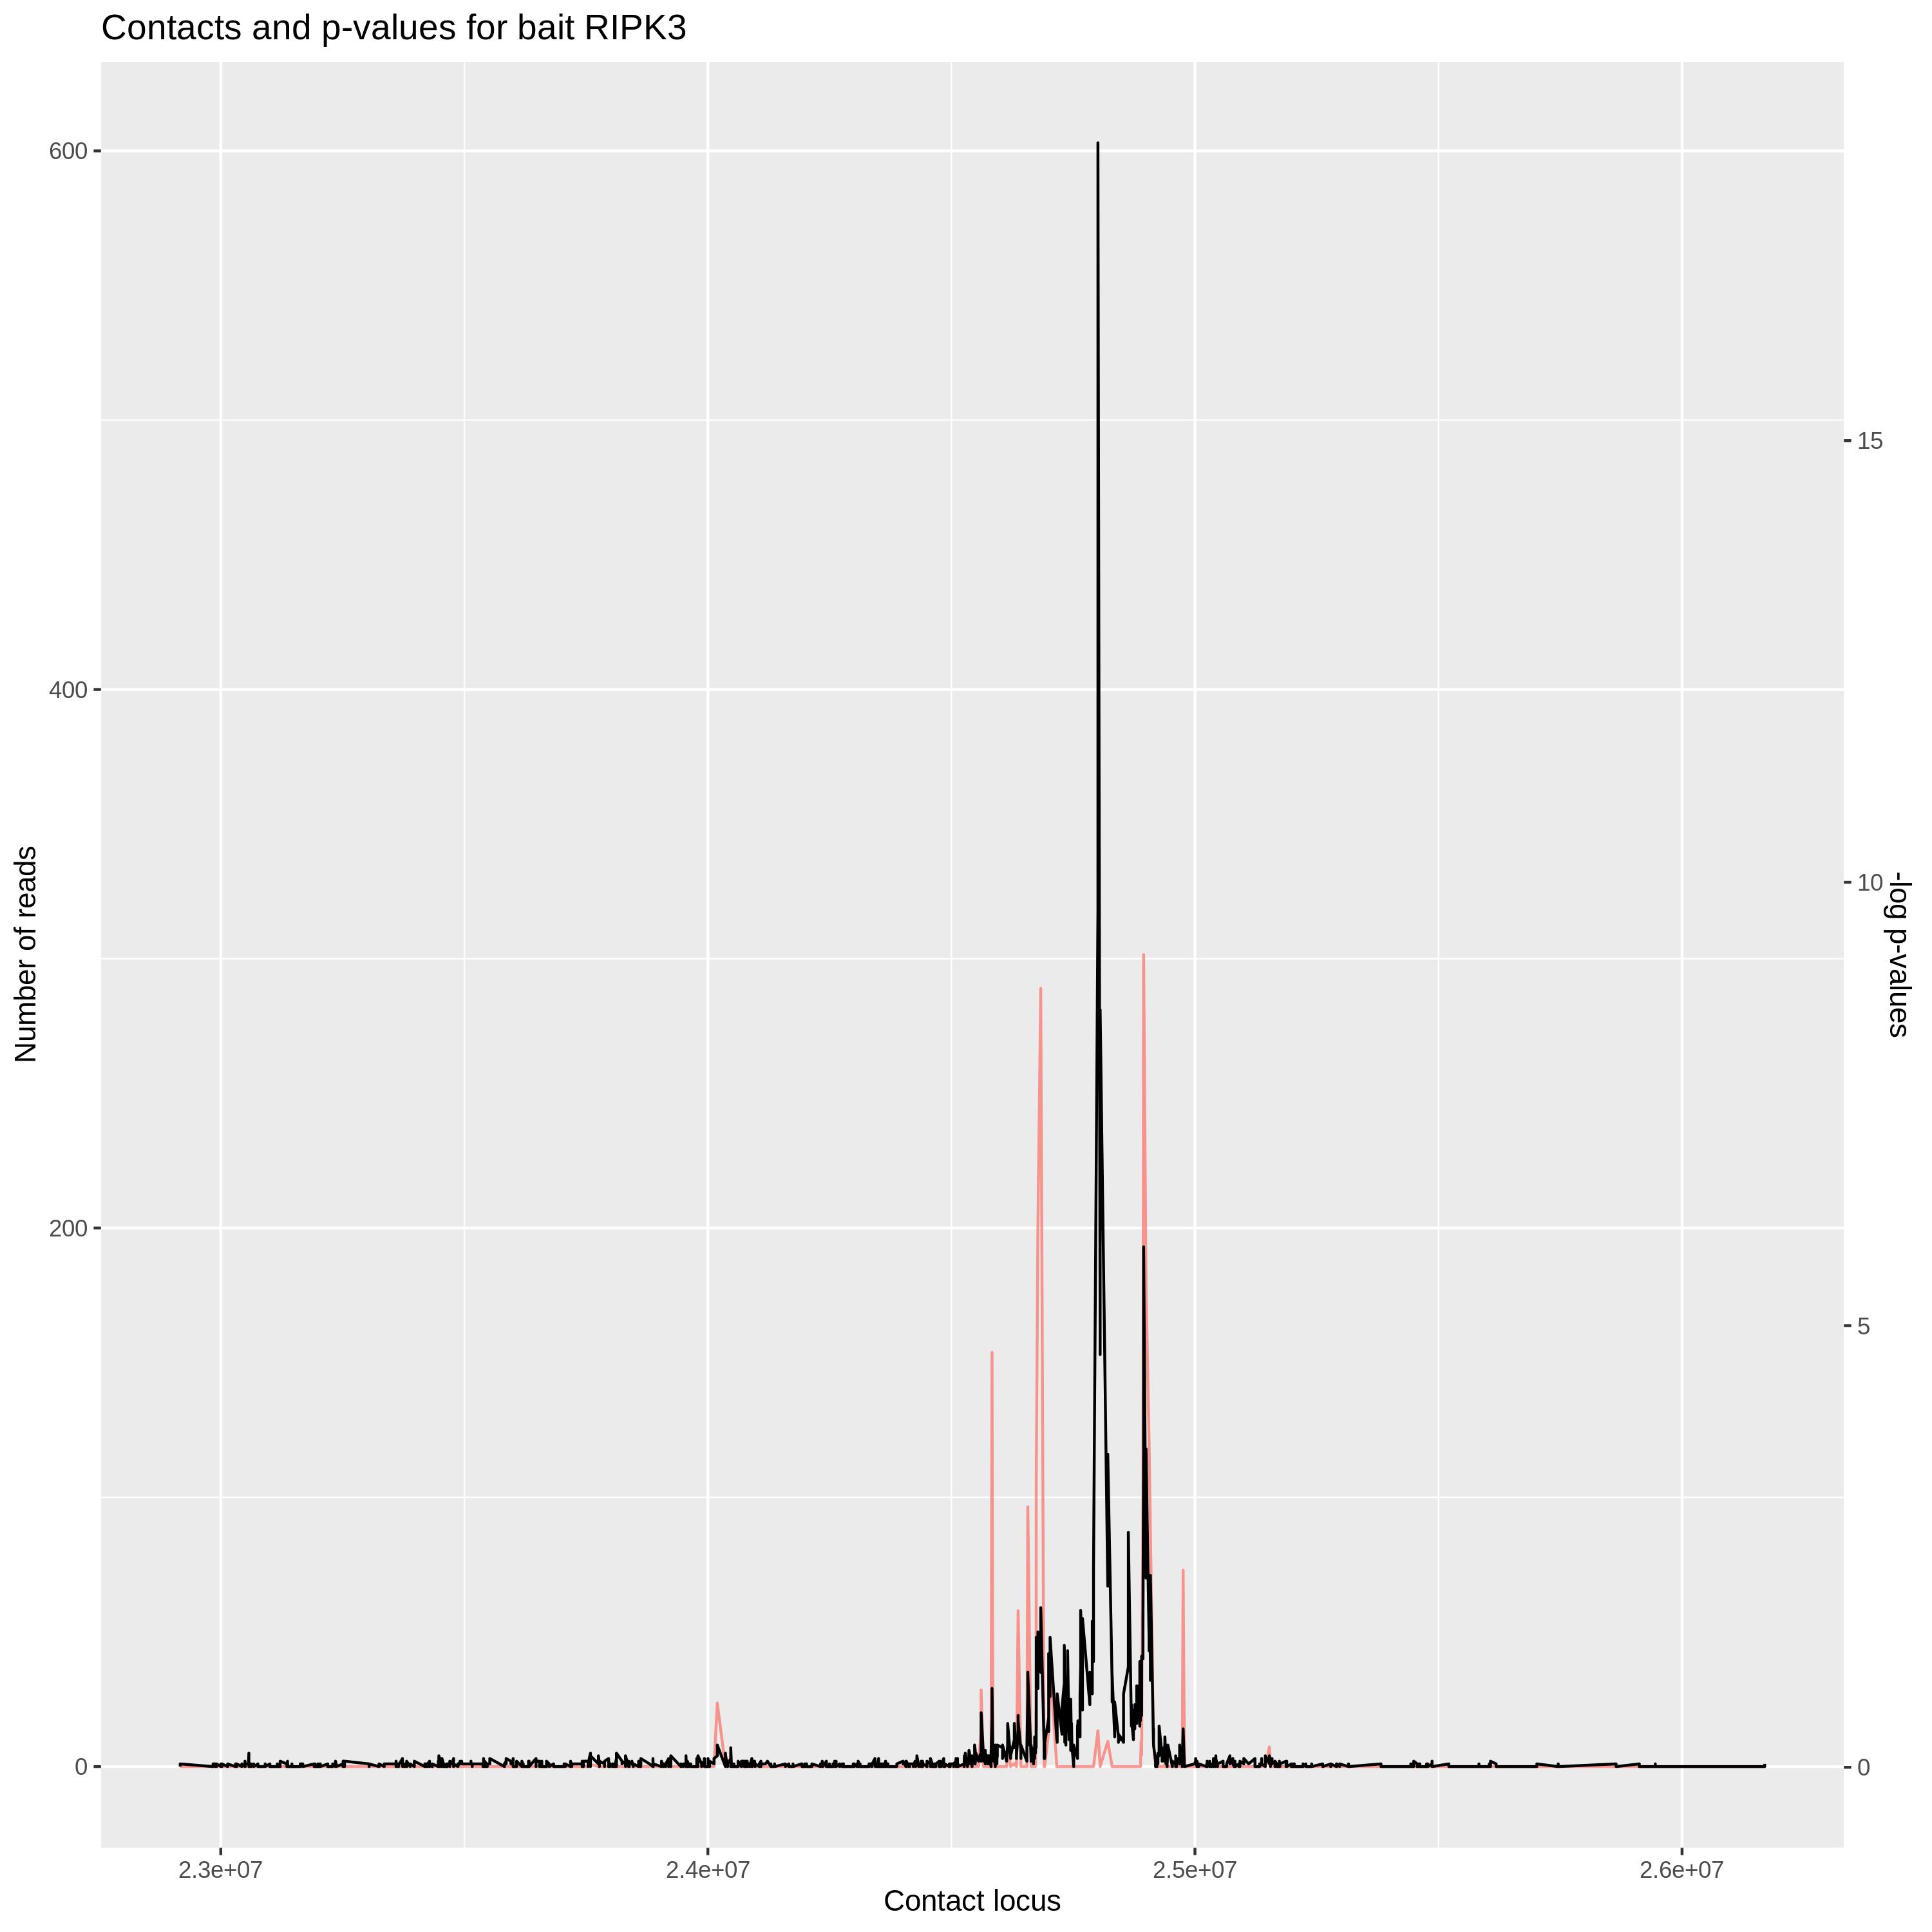 Contacts and p-values for bait RIPK3
600
400
200
0
Number of reads
15
10
5
0
-log p-values
2.3e+07
2.4e+07
2.5e+07
2.6e+07
Contact locus